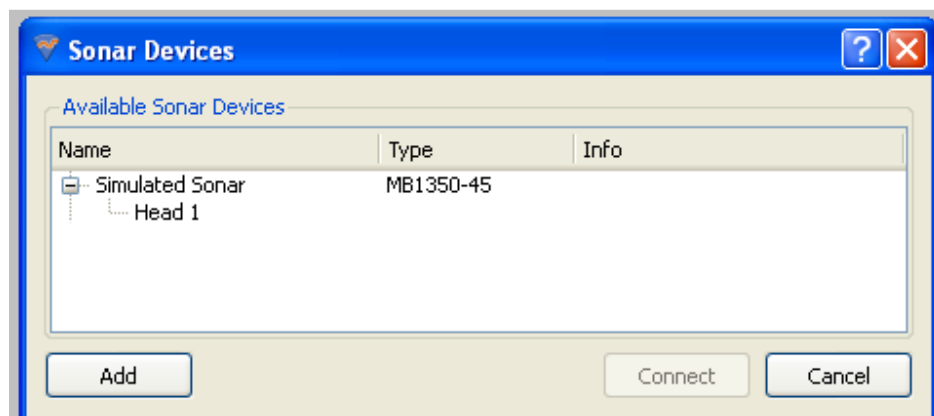 Sonar Devices
Available Sonar Devices
Name Type Info
Simulated Sonar MB1350-45
Head 1
Add Connect Cancel